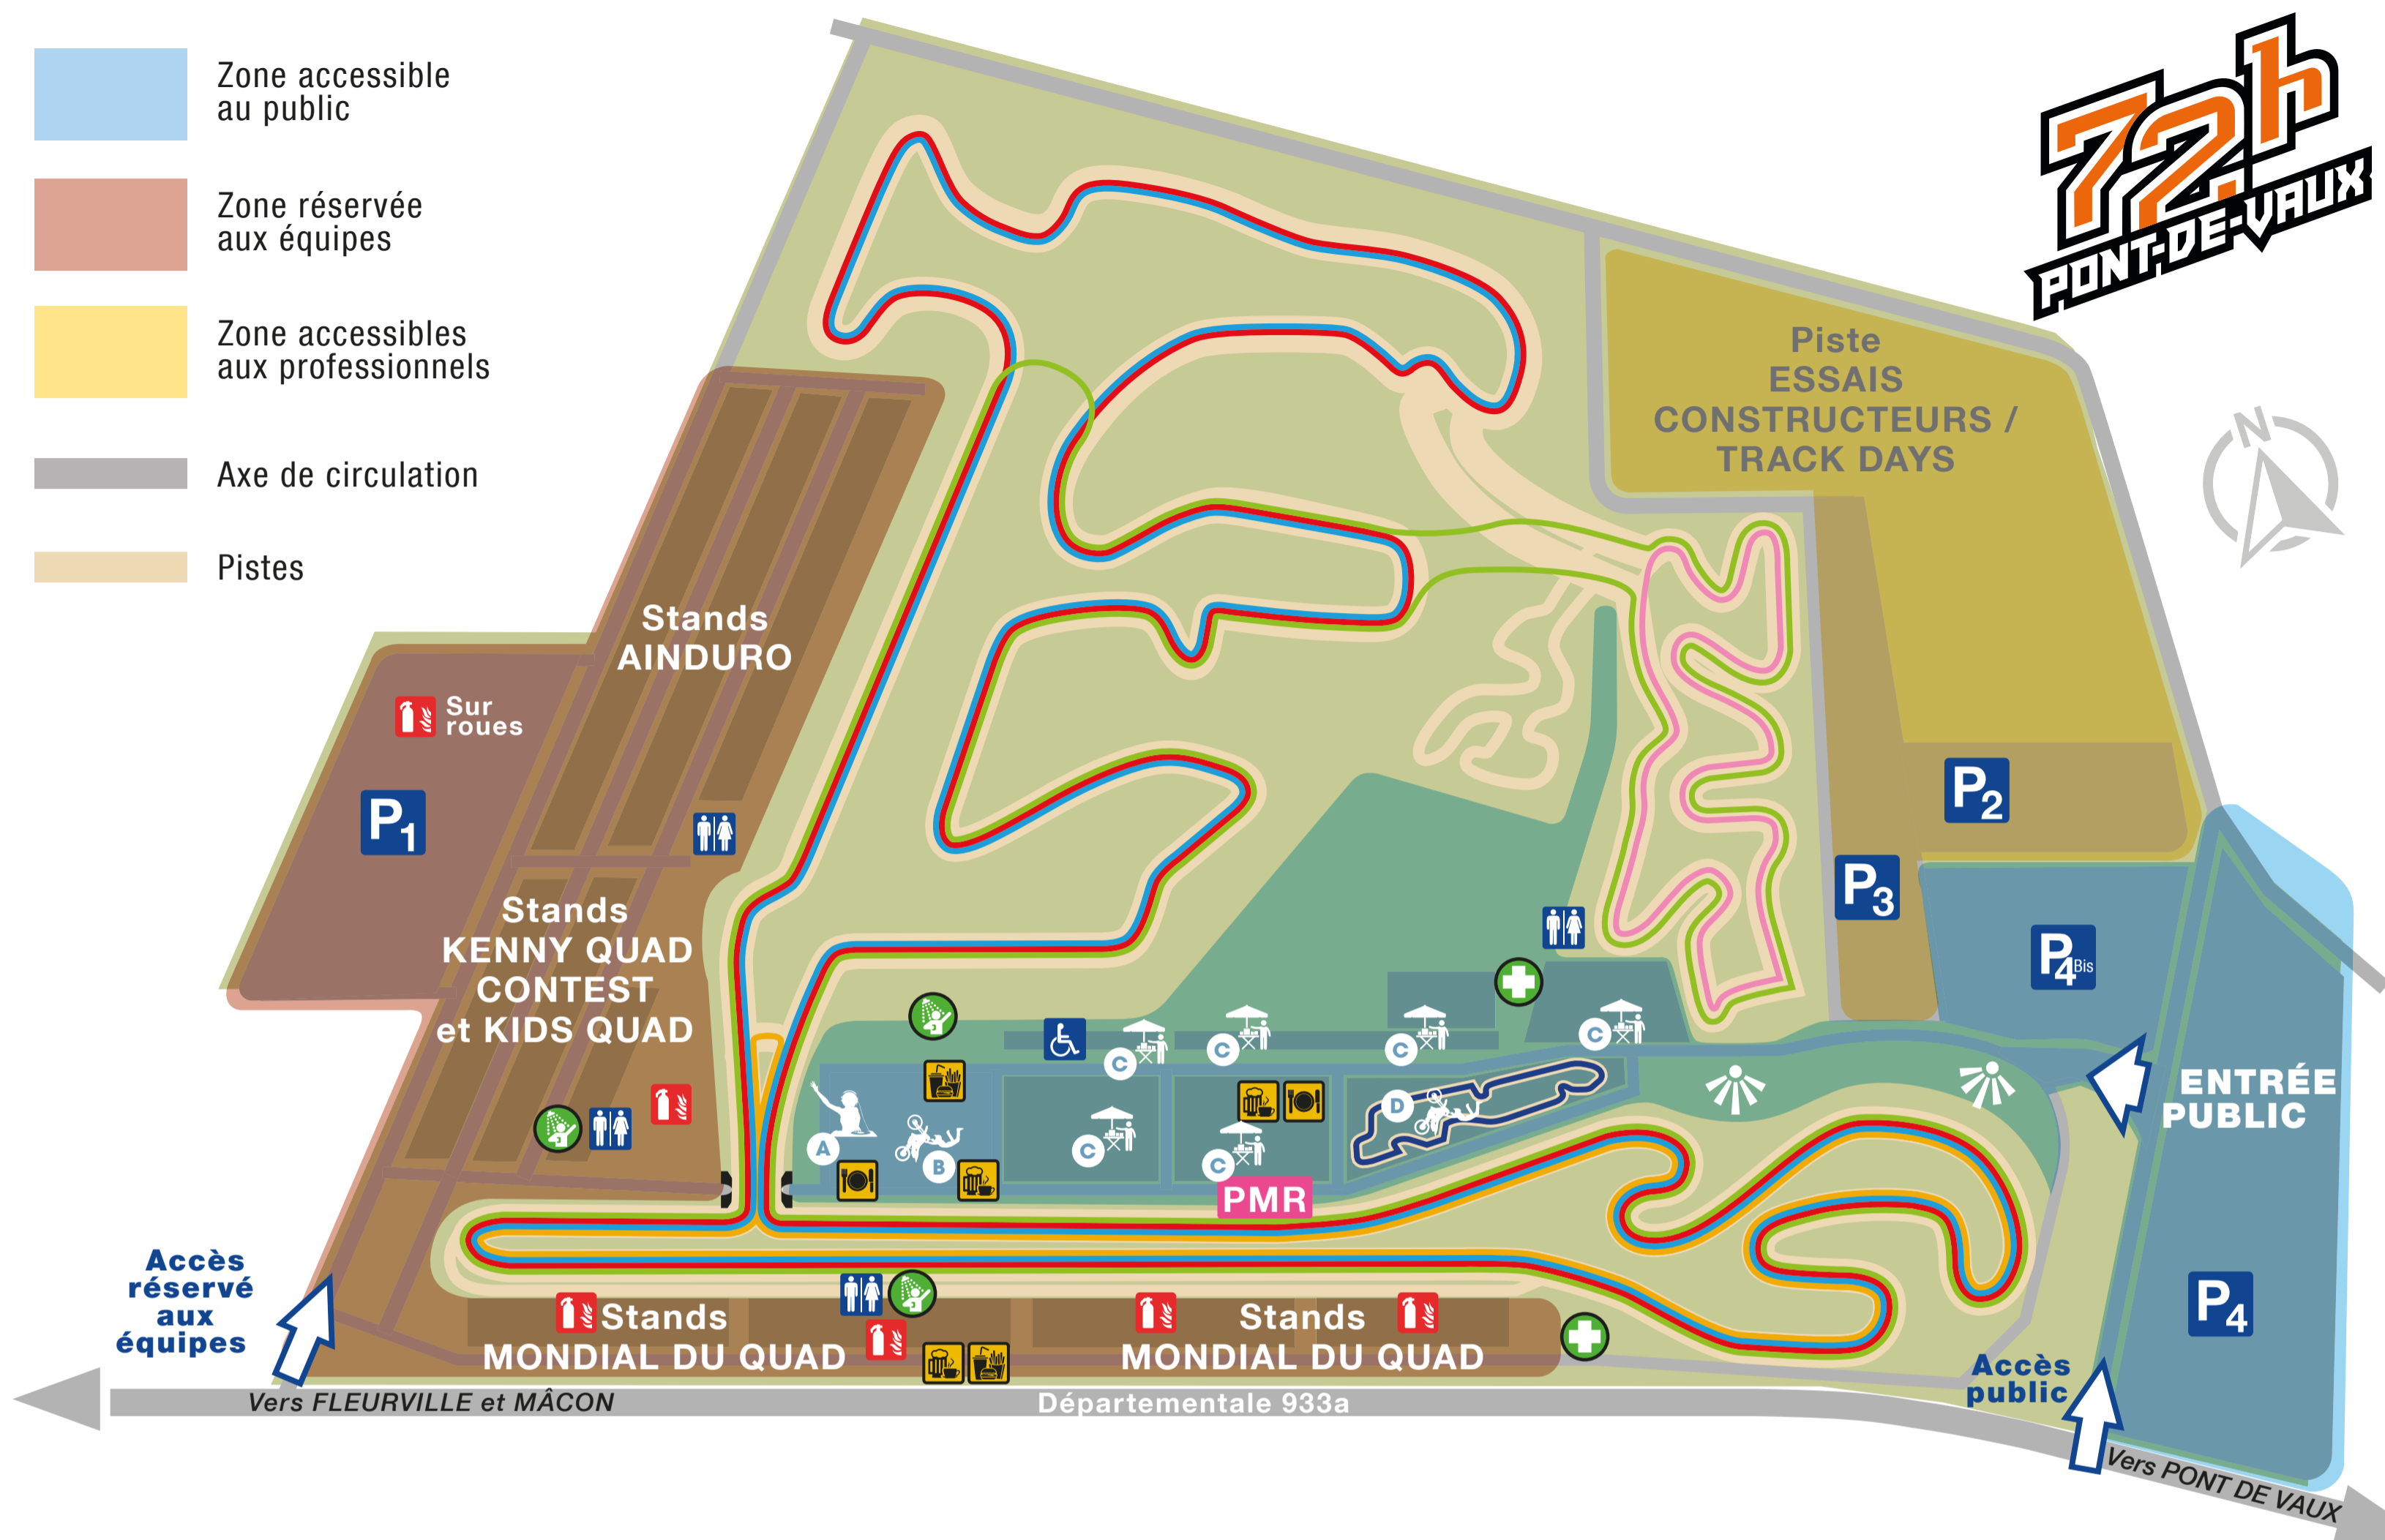 Zone accessible
au public
Zone réservée
aux équipes
Zone accessibles
aux professionnels
Axe de circulation
Pistes
72h
PONT-DE-VAUX
N
Piste
ESSAIS
CONSTRUCTEURS /
TRACK DAYS
Stands
AINDURO
Sur
roues
P1
P2
P3
P4 Bis
Stands
KENNY QUAD
CONTEST
et KIDS QUAD
C
C
C
C
A
B
C
C
D
PMR
ENTRÉE
PUBLIC
P4
Accès
réservé
aux
équipes
Stands
MONDIAL DU QUAD
Stands
MONDIAL DU QUAD
Accès
public
Vers FLEURVILLE et MÂCON
Départementale 933a
Vers PONT DE VAUX